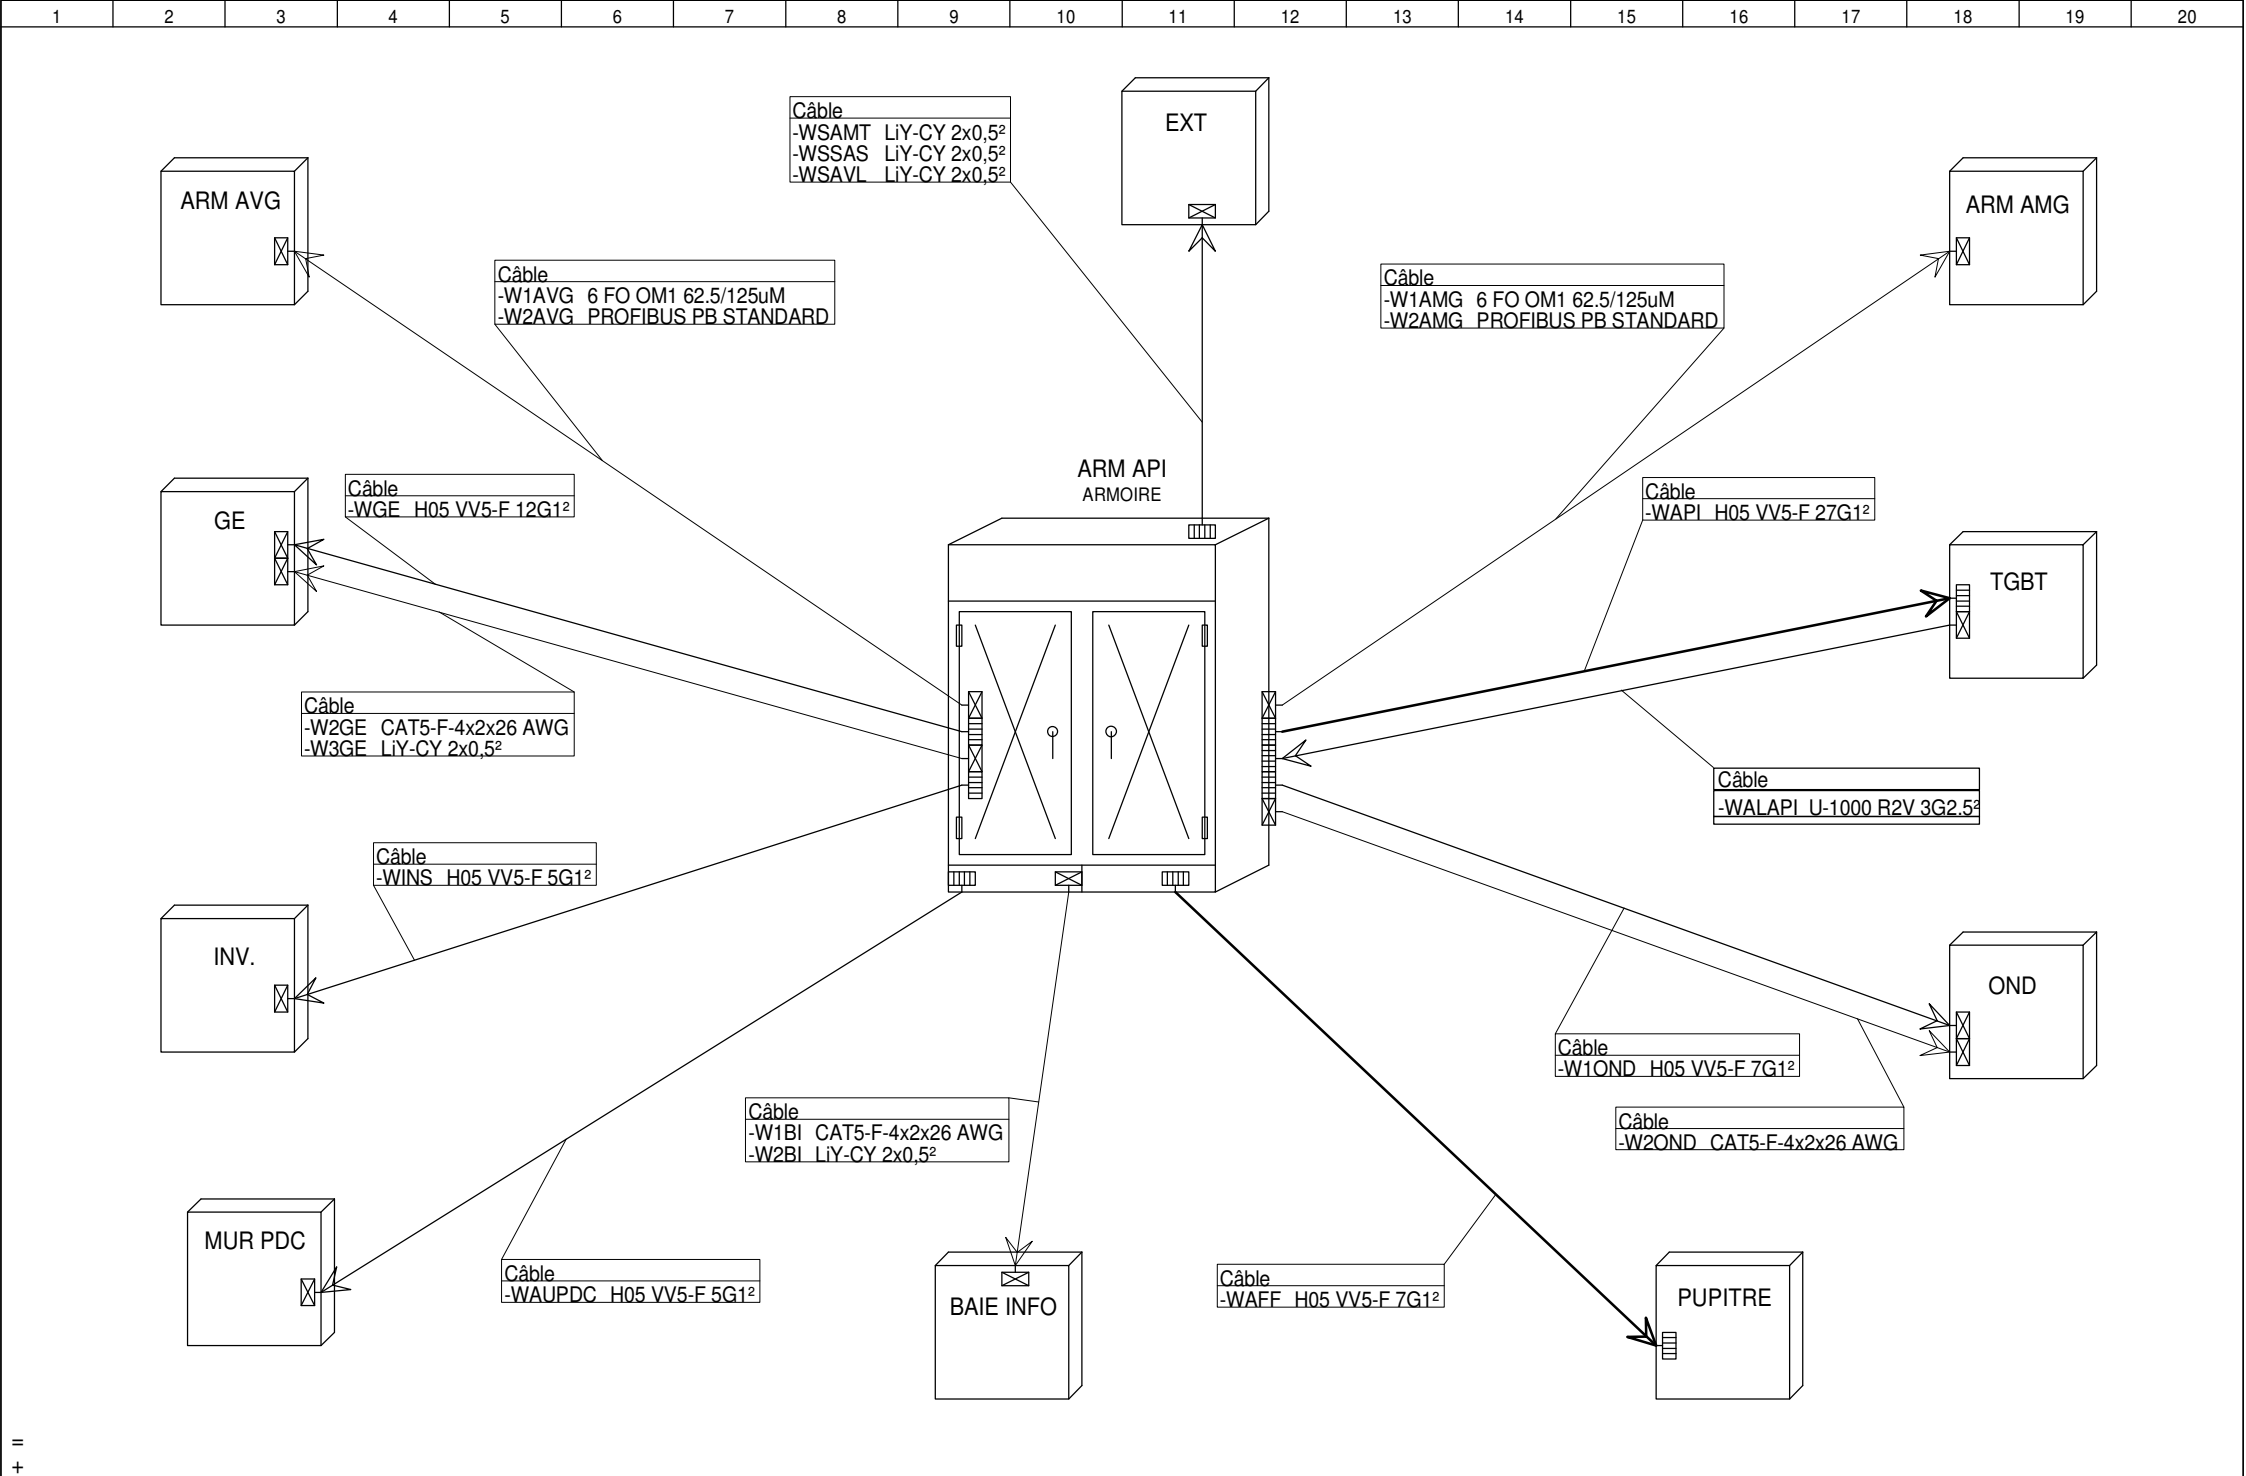 1 2 3 4 5 6 7 8 9 10 11 12 13 14 15 16 17 18 19 20
EXT
Câble
-WSAMT LiY-CY 2x0,5²
-WSSAS LiY-CY 2x0,5²
-WSAVL LiY-CY 2x0,5²
ARM AVG
ARM AMG
Câble
-W1AVG 6 FO OM1 62.5/125uM
-W2AVG PROFIBUS PB STANDARD
Câble
-W1AMG 6 FO OM1 62.5/125uM
-W2AMG PROFIBUS PB STANDARD
ARM API
ARMOIRE
Câble
-WGE H05 VV5-F 12G1²
GE
Câble
-WAPI H05 VV5-F 27G1²
TGBT
Câble
-W2GE CAT5-F-4x2x26 AWG
-W3GE LiY-CY 2x0,5²
Câble
-WALAPI U-1000 R2V 3G2.5²
Câble
-WINS H05 VV5-F 5G1²
INV.
OND
Câble
-W1OND H05 VV5-F 7G1²
Câble
-W1BI CAT5-F-4x2x26 AWG
-W2BI LiY-CY 2x0,5²
Câble
-W2OND CAT5-F-4x2x26 AWG
MUR PDC
Câble
-WAUPDC H05 VV5-F 5G1²
BAIE INFO
Câble
-WAFF H05 VV5-F 7G1²
PUPITRE
=
+